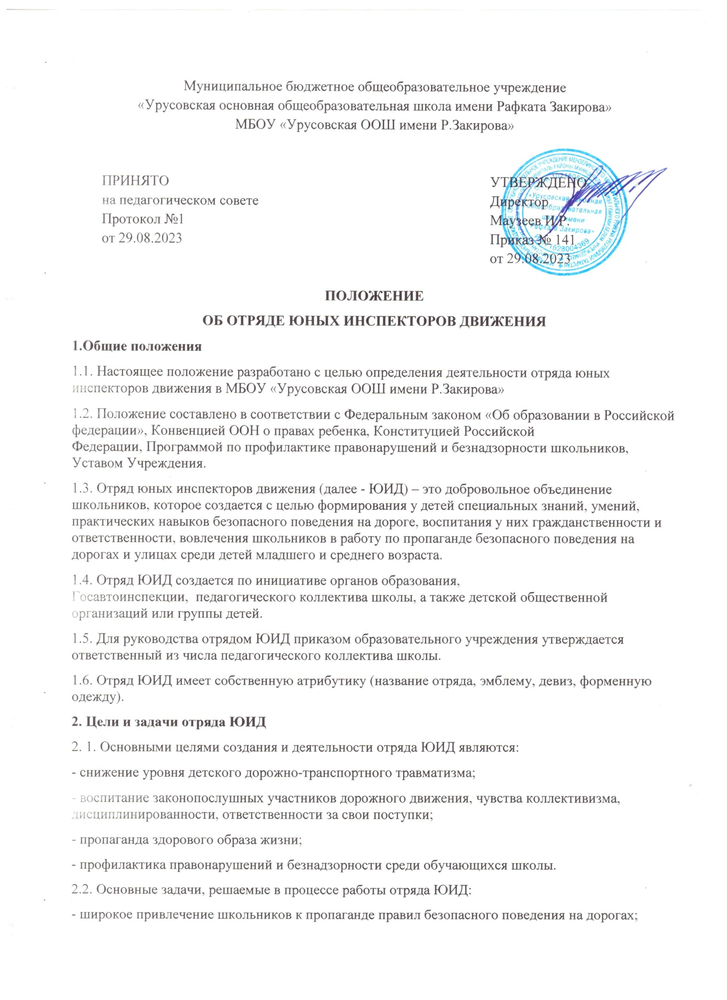 Муниципальное бюджетное общеобразовательное учреждение
«Урусовская основная общеобразовательная школа имени Рафката Закирова»
МБОУ «Урусовская ООШ имени Р.Закирова»
ПРИНЯТО
на педагогическом совете
Протокол №1
от 29.08.2023
УТВЕРЖДЕНО
Директор
Маузеев И.Р.
Приказ № 141
от 29.08.2023
«Урусовская основная
общеобразовательная
школа имени
Рафката Закирова»
ИНН 1628004369
ПОЛОЖЕНИЕ
ОБ ОТРЯДЕ ЮНЫХ ИНСПЕКТОРОВ ДВИЖЕНИЯ
1.Общие положения
1.1. Настоящее положение разработано с целью определения деятельности отряда юных
инспекторов движения в МБОУ «Урусовская ООШ имени Р.Закирова»
1.2. Положение составлено в соответствии с Федеральным законом «Об образовании в Российской
федерации», Конвенцией ООН о правах ребенка, Конституцией Российской
Федерации, Программой по профилактике правонарушений и безнадзорности школьников,
Уставом Учреждения.
1.3. Отряд юных инспекторов движения (далее - ЮИД) – это добровольное объединение
школьников, которое создается с целью формирования у детей специальных знаний, умений,
практических навыков безопасного поведения на дороге, воспитания у них гражданственности и
ответственности, вовлечения школьников в работу по пропаганде безопасного поведения на
дорогах и улицах среди детей младшего и среднего возраста.
1.4. Отряд ЮИД создается по инициативе органов образования,
Госавтоинспекции, педагогического коллектива школы, а также детской общественной
организаций или группы детей.
1.5. Для руководства отрядом ЮИД приказом образовательного учреждения утверждается
ответственный из числа педагогического коллектива школы.
1.6. Отряд ЮИД имеет собственную атрибутику (название отряда, эмблему, девиз, форменную
одежду).
2. Цели и задачи отряда ЮИД
2. 1. Основными целями создания и деятельности отряда ЮИД являются:
- снижение уровня детского дорожно-транспортного травматизма;
- воспитание законопослушных участников дорожного движения, чувства коллективизма,
дисциплинированности, ответственности за свои поступки;
- пропаганда здорового образа жизни;
- профилактика правонарушений и безнадзорности среди обучающихся школы.
2.2. Основные задачи, решаемые в процессе работы отряда ЮИД:
- широкое привлечение школьников к пропаганде правил безопасного поведения на дорогах;